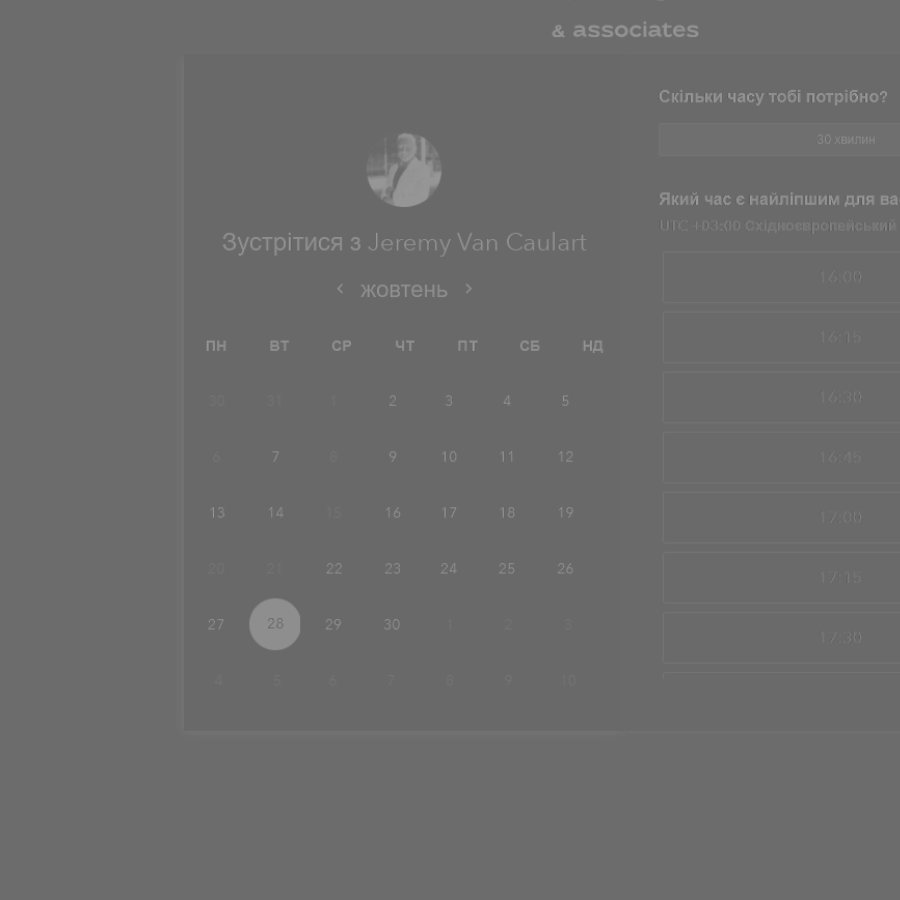 & associates
Зустрітися з Jeremy Van Caulart
жовтень
ПН ВТ СР ЧТ ПТ СБ НД
30 31 1 2 3 4 5
6 7 8 9 10 11 12
13 14 15 16 17 18 19
20 21 22 23 24 25 26
27 28 29 30 1 2 3
4 5 6 7 8 9 10
Скільки часу тобі потрібно?
30 хвилин
Який час є найліпшим для ва
UTC +03:00 Східноєвропейський
16:00
16:15
16:30
16:45
17:00
17:15
17:30